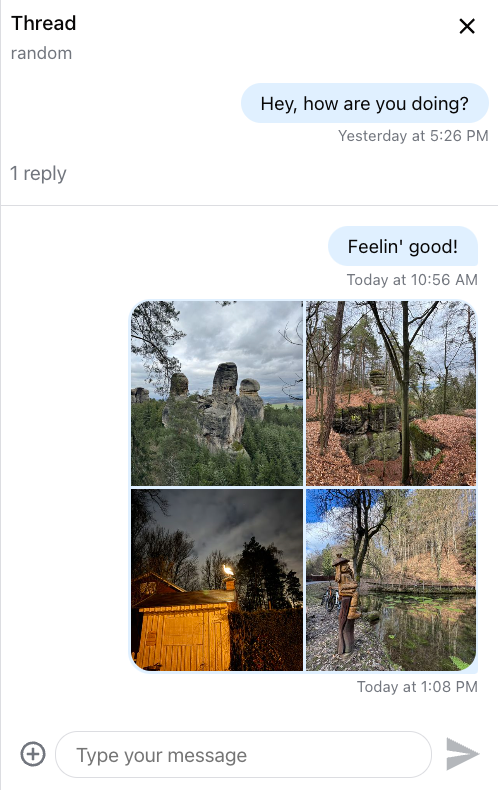 Thread
random
Hey, how are you doing?
Yesterday at 5:26 PM
1 reply
Feelin' good!
Today at 10:56 AM
Today at 1:08 PM
Type your message